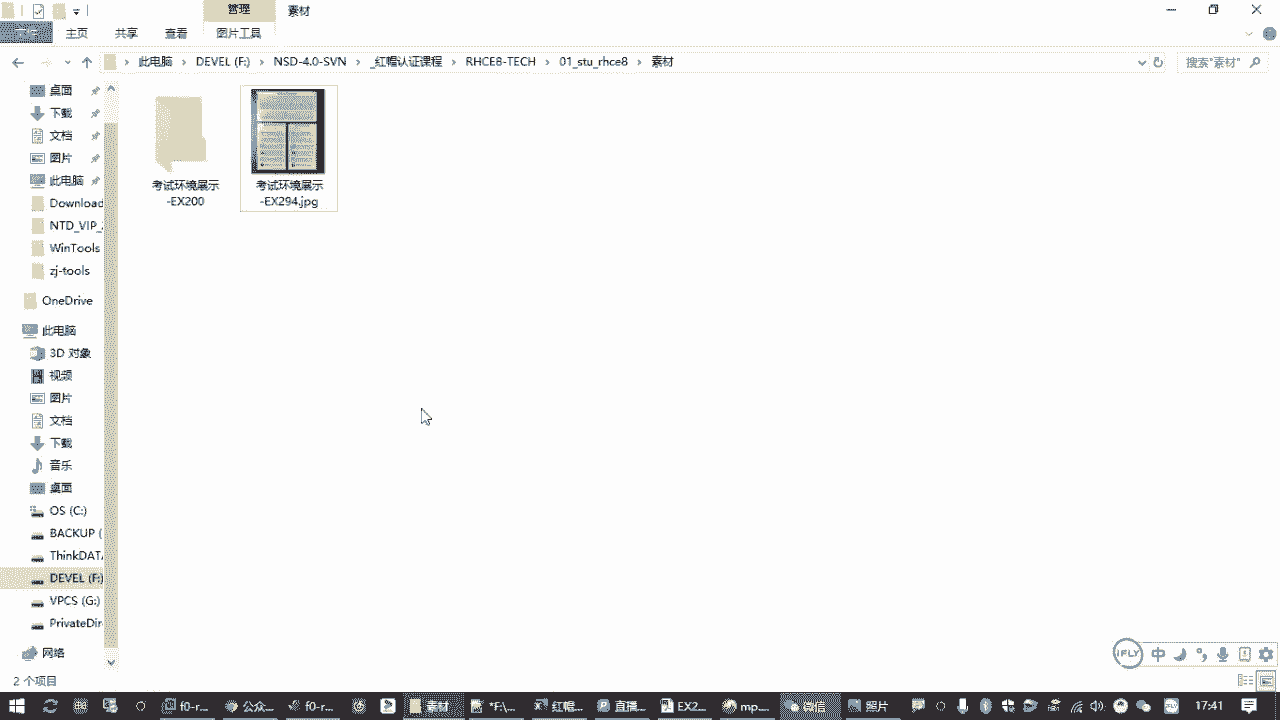 管理
素材
主页
共享
查看
图片工具
此电脑
DEVEL (F:)
NSD-4.0-SVN
_红帽认证课程
RHCE8-TECH
01_stu_rhce8
素材
搜索"素材"
桌面
下载
文档
图片
此电脑
Download
NTD_VIP_
WinTools
zj-tools
OneDrive
此电脑
3D 对象
视频
图片
文档
下载
音乐
桌面
OS (C:)
BACKUP (
ThinkDATA
DEVEL (F:)
VPCS (G:)
PrivateDir
网络
考试环境展示
-EX200
考试环境展示
-EX294.jpg
2 个项目
iFLY
中
f0-r...
公众...
f0-r...
素材
红帽...
直播...
EX2...
mp...
照片
17:41